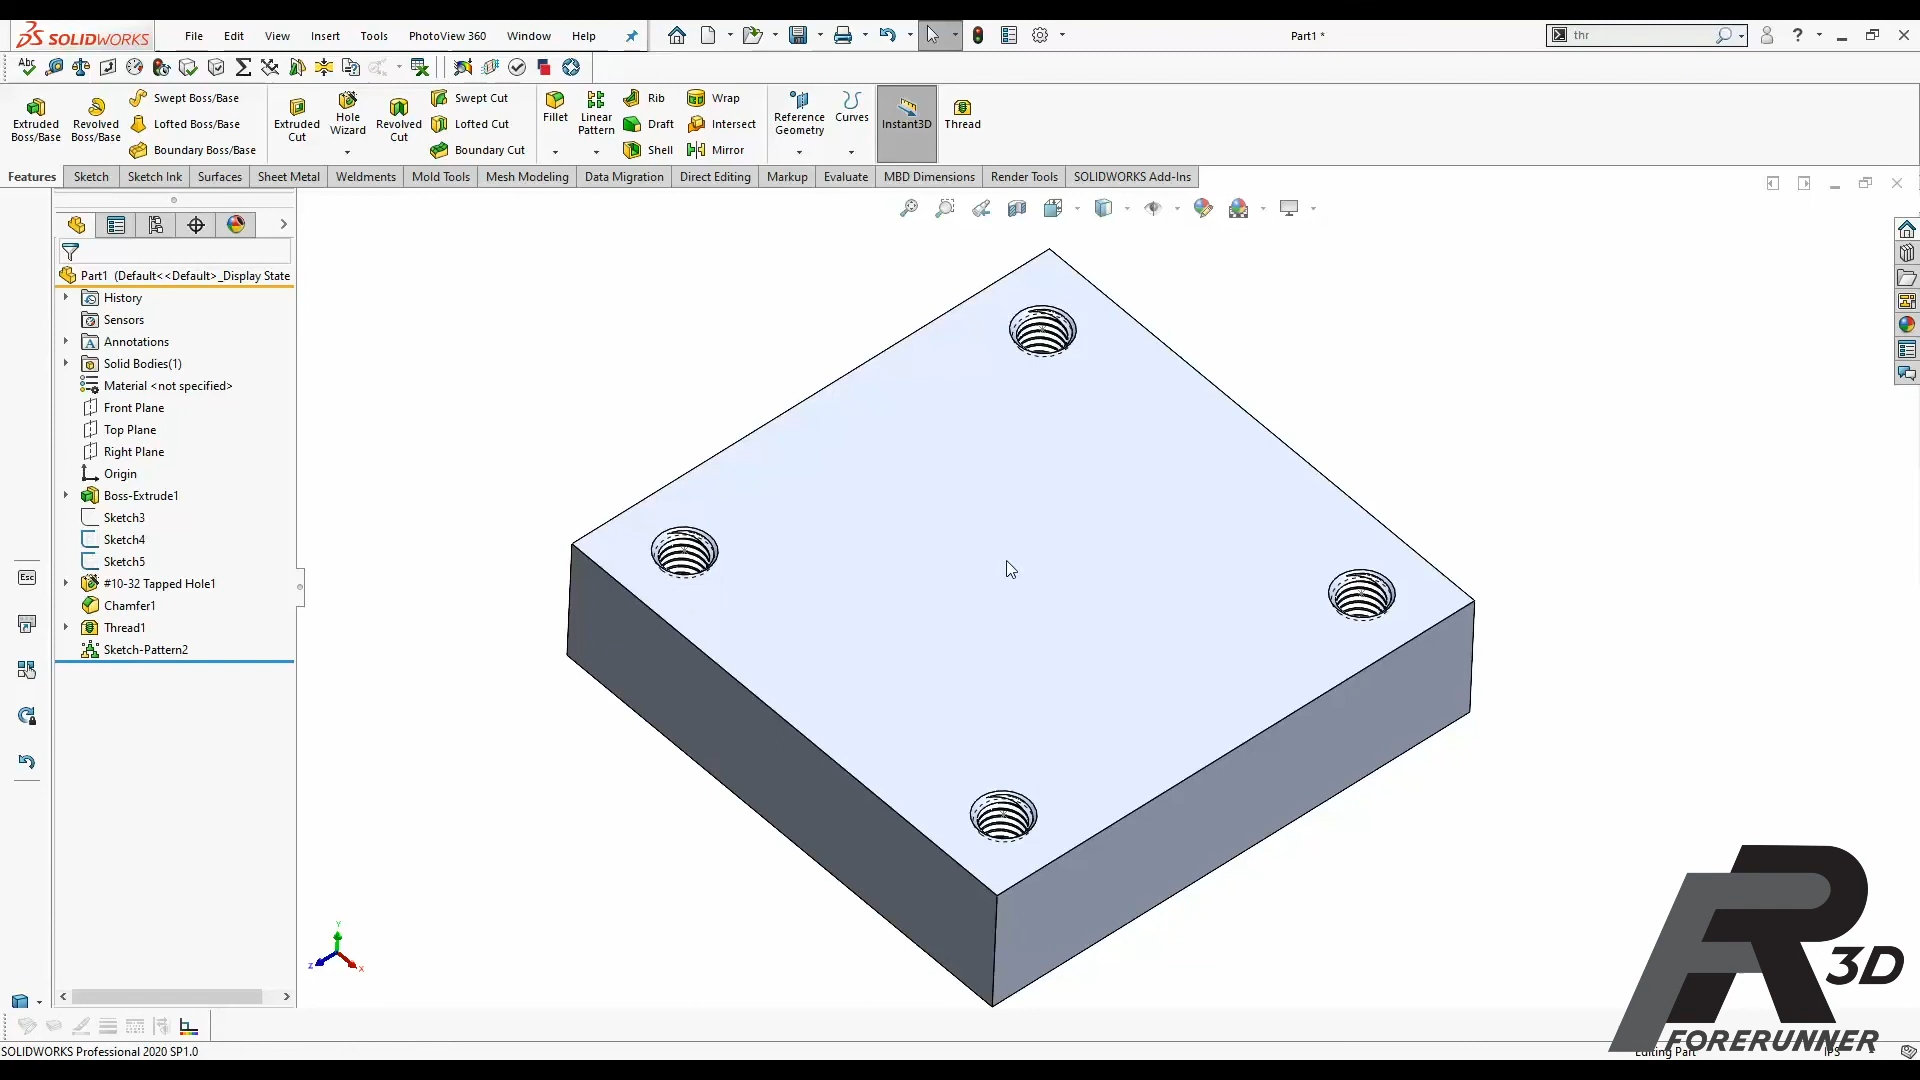 SOLIDWORKS
File Edit View Insert Tools PhotoView 360 Window Help
Part1 *
thr
Abc
Extruded Boss/Base
Revolved Boss/Base
Swept Boss/Base
Lofted Boss/Base
Boundary Boss/Base
Extruded Cut
Hole Wizard
Revolved Cut
Swept Cut
Lofted Cut
Boundary Cut
Fillet
Linear Pattern
Rib
Draft
Shell
Wrap
Intersect
Mirror
Reference Geometry
Curves
Instant3D
Thread
Features Sketch Sketch Ink Surfaces Sheet Metal Weldments Mold Tools Mesh Modeling Data Migration Direct Editing Markup Evaluate MBD Dimensions Render Tools SOLIDWORKS Add-Ins
Part1 (Default<<Default>_Display State
History
Sensors
A Annotations
Solid Bodies(1)
Material <not specified>
Front Plane
Top Plane
Right Plane
Origin
Boss-Extrude1
Sketch3
Sketch4
Sketch5
#10-32 Tapped Hole1
Chamfer1
Thread1
Sketch-Pattern2
Esc
Y
Z
X
FR
3D
FORERUNNER
SOLIDWORKS Professional 2020 SP1.0
Editing Part
IPS